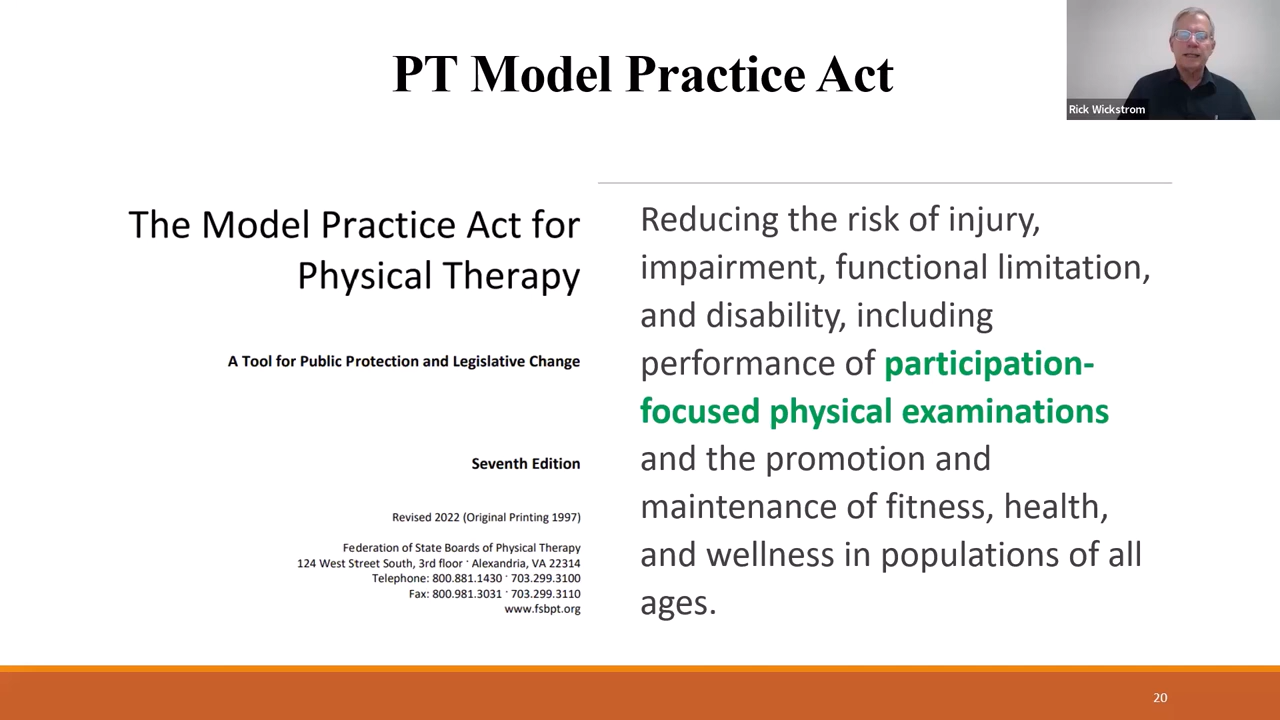 PT Model Practice Act
Rick Wickstrom
The Model Practice Act for
Physical Therapy
A Tool for Public Protection and Legislative Change
Seventh Edition
Revised 2022 (Original Printing 1997)
Federation of State Boards of Physical Therapy
124 West Street South, 3rd floor · Alexandria, VA 22314
Telephone: 800.881.1430 · 703.299.3100
Fax: 800.981.3031 · 703.299.3110
www.fsbpt.org
Reducing the risk of injury,
impairment, functional limitation,
and disability, including
performance of participation-
focused physical examinations
and the promotion and
maintenance of fitness, health,
and wellness in populations of all
ages.
20